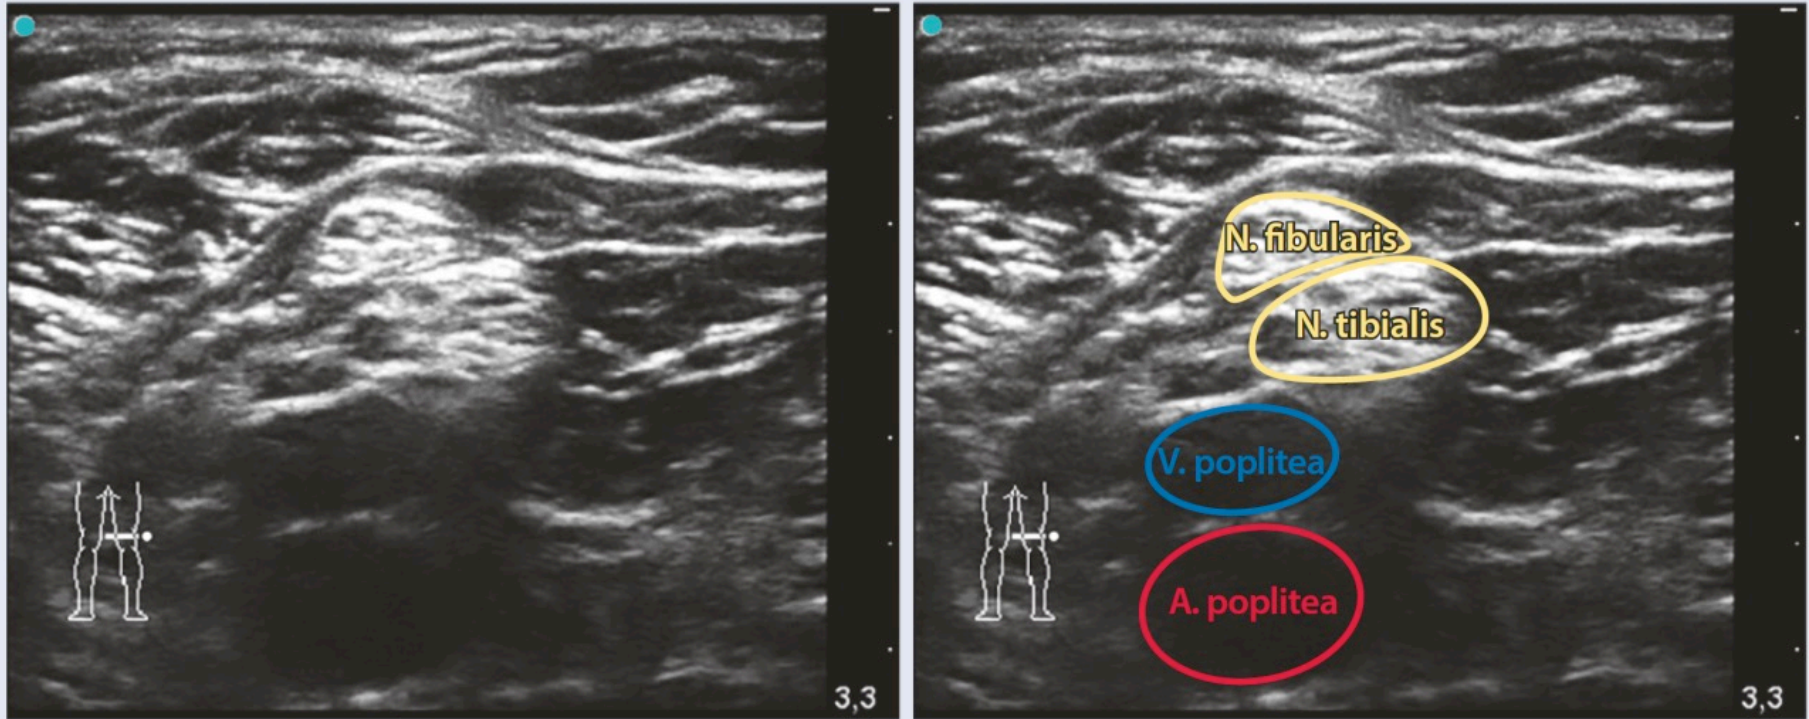 3,3
N. fibularis
N. tibialis
V. poplitea
A. poplitea
3,3